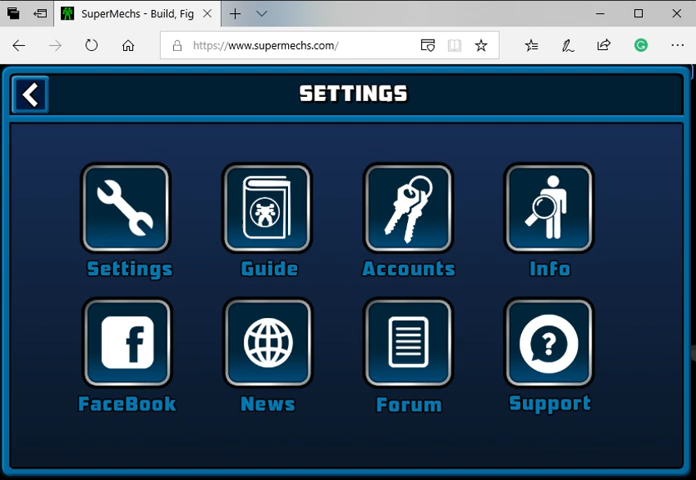 SuperMechs - Build, Fig
https://www.supermechs.com/
SETTINGS
Settings
Guide
Accounts
Info
FaceBook
News
Forum
Support